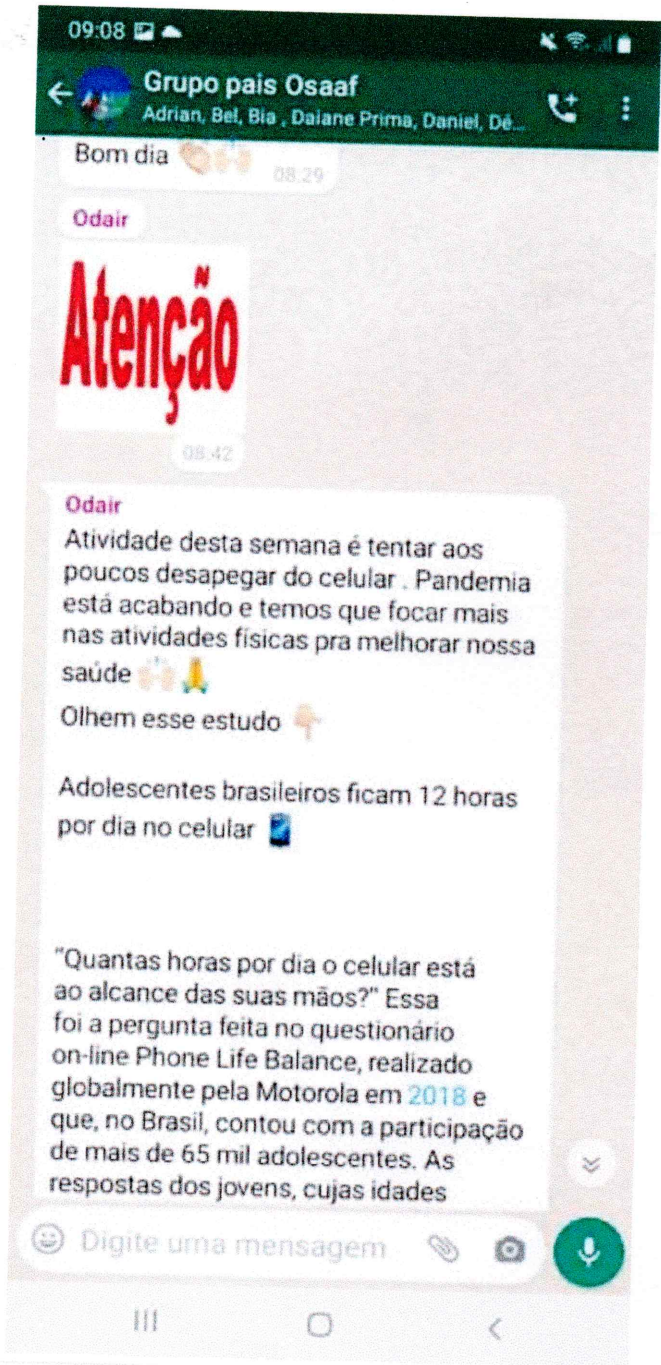 09:08
Grupo pais Osaaf
Adrian, Bel, Bia , Daiane Prima, Daniel, Dé...
Bom dia 👏🏻🙌🏻
08:29
Odair
Atenção
08:42
Odair
Atividade desta semana é tentar aos
poucos desapegar do celular . Pandemia
está acabando e temos que focar mais
nas atividades físicas pra melhorar nossa
saúde 🙌🏻🙏
Olhem esse estudo 👇🏻
Adolescentes brasileiros ficam 12 horas
por dia no celular 📱
"Quantas horas por dia o celular está
ao alcance das suas mãos?" Essa
foi a pergunta feita no questionário
on-line Phone Life Balance, realizado
globalmente pela Motorola em 2018 e
que, no Brasil, contou com a participação
de mais de 65 mil adolescentes. As
respostas dos jovens, cujas idades
Digite uma mensagem